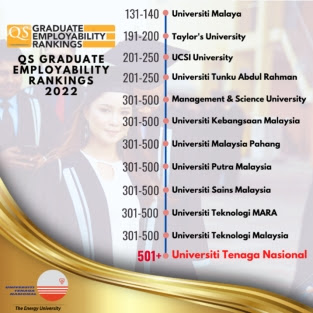 QS GRADUATE
EMPLOYABILITY
RANKINGS
QS GRADUATE
EMPLOYABILITY
RANKINGS
2022
131-140 Universiti Malaya
191-200 Taylor's University
201-250 UCSI University
201-250 Universiti Tunku Abdul Rahman
301-500 Management & Science University
301-500 Universiti Kebangsaan Malaysia
301-500 Universiti Malaysia Pahang
301-500 Universiti Putra Malaysia
301-500 Universiti Sains Malaysia
301-500 Universiti Teknologi MARA
301-500 Universiti Teknologi Malaysia
501+ Universiti Tenaga Nasional
UNIVERSITI
TENAGA
NASIONAL
The Energy University